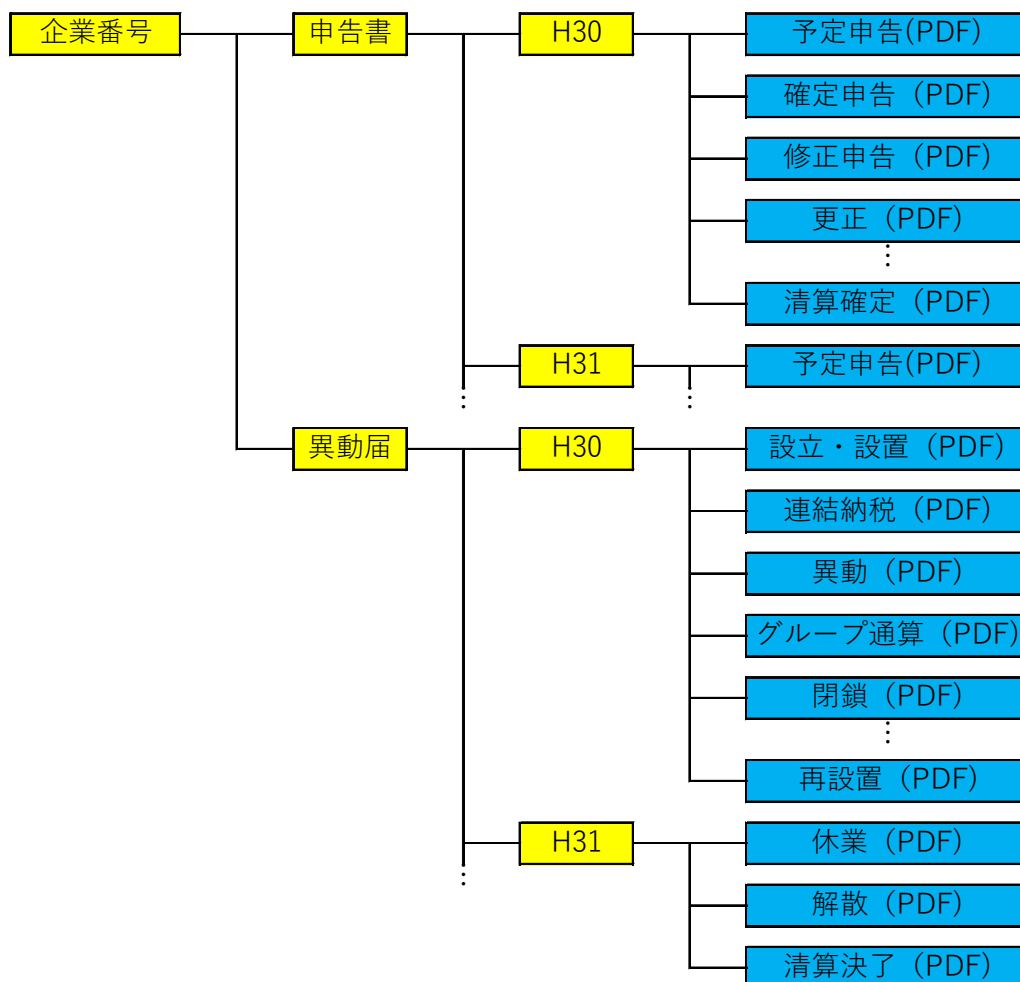 企業番号 申告書 H30 予定申告(PDF)
確定申告（PDF）
修正申告（PDF）
更正（PDF）
⋮
清算確定（PDF）
H31 予定申告(PDF)
⋮ ⋮
異動届 H30 設立・設置（PDF）
連結納税（PDF）
異動（PDF）
グループ通算（PDF）
閉鎖（PDF）
⋮
再設置（PDF）
H31 休業（PDF）
⋮
解散（PDF）
清算決了（PDF）